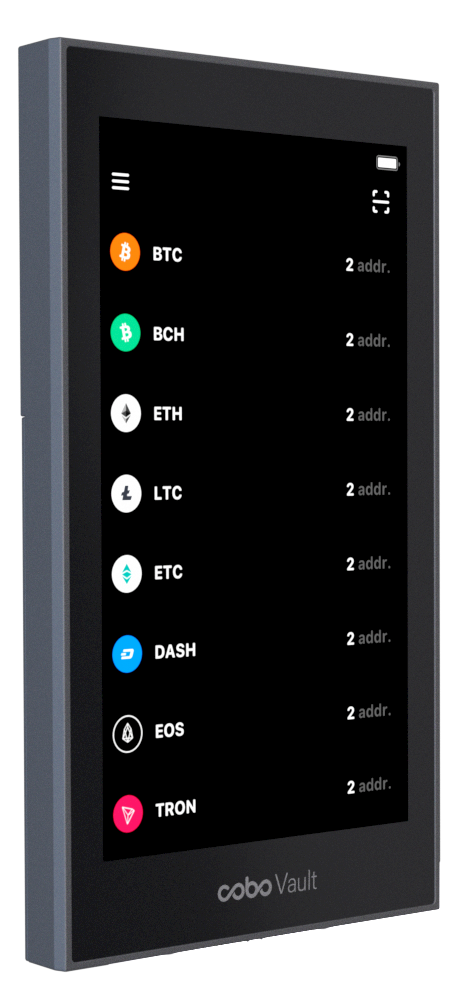 BTC 2 addr.
BCH 2 addr.
ETH 2 addr.
LTC 2 addr.
ETC 2 addr.
DASH 2 addr.
EOS 2 addr.
TRON 2 addr.
cobo Vault